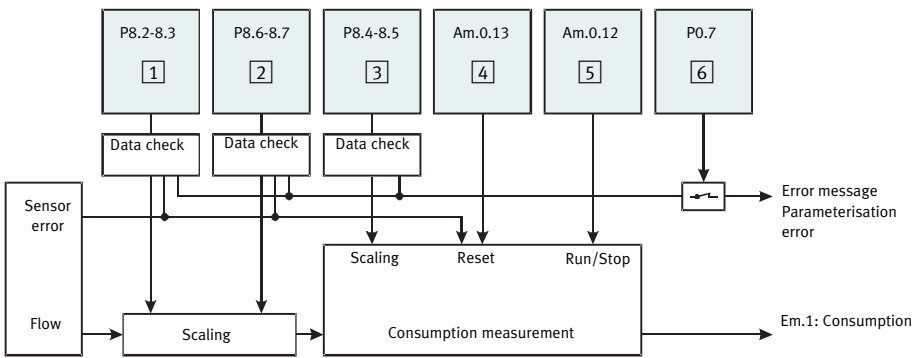 P8.2-8.3 P8.6-8.7 P8.4-8.5 Am.0.13 Am.0.12 P0.7
1 2 3 4 5 6
Data check Data check Data check
Sensor
error
Error message
Parameterisation
error
Scaling Reset Run/Stop
Flow
Scaling
Consumption measurement
Em.1: Consumption